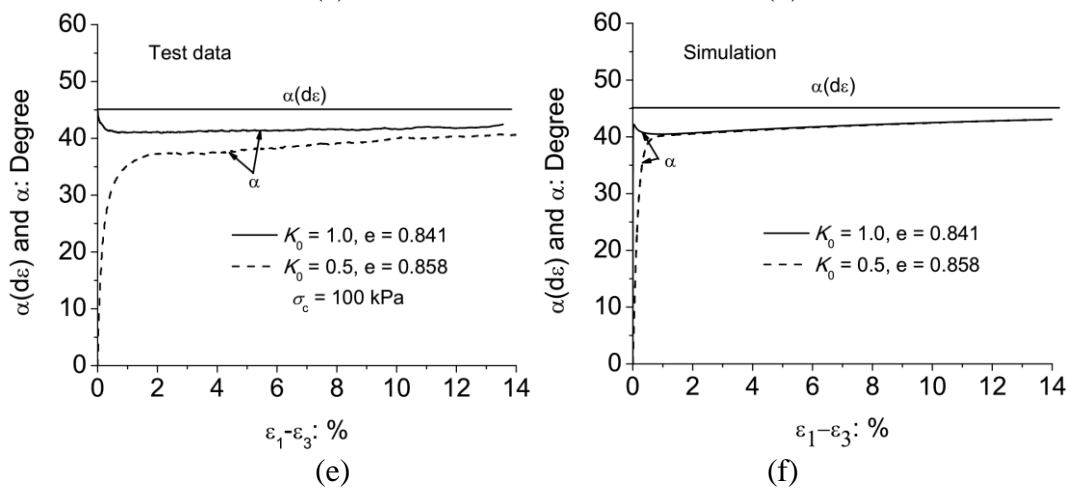 60
50
40
30
20
10
0
α(dε) and α: Degree
Test data
α(dε)
α
K₀ = 1.0, e = 0.841
K₀ = 0.5, e = 0.858
σc = 100 kPa
0 2 4 6 8 10 12 14
ε₁-ε₃: %
(e)
60
50
40
30
20
10
0
α(dε) and α: Degree
Simulation
α(dε)
α
K₀ = 1.0, e = 0.841
K₀ = 0.5, e = 0.858
0 2 4 6 8 10 12 14
ε₁−ε₃: %
(f)